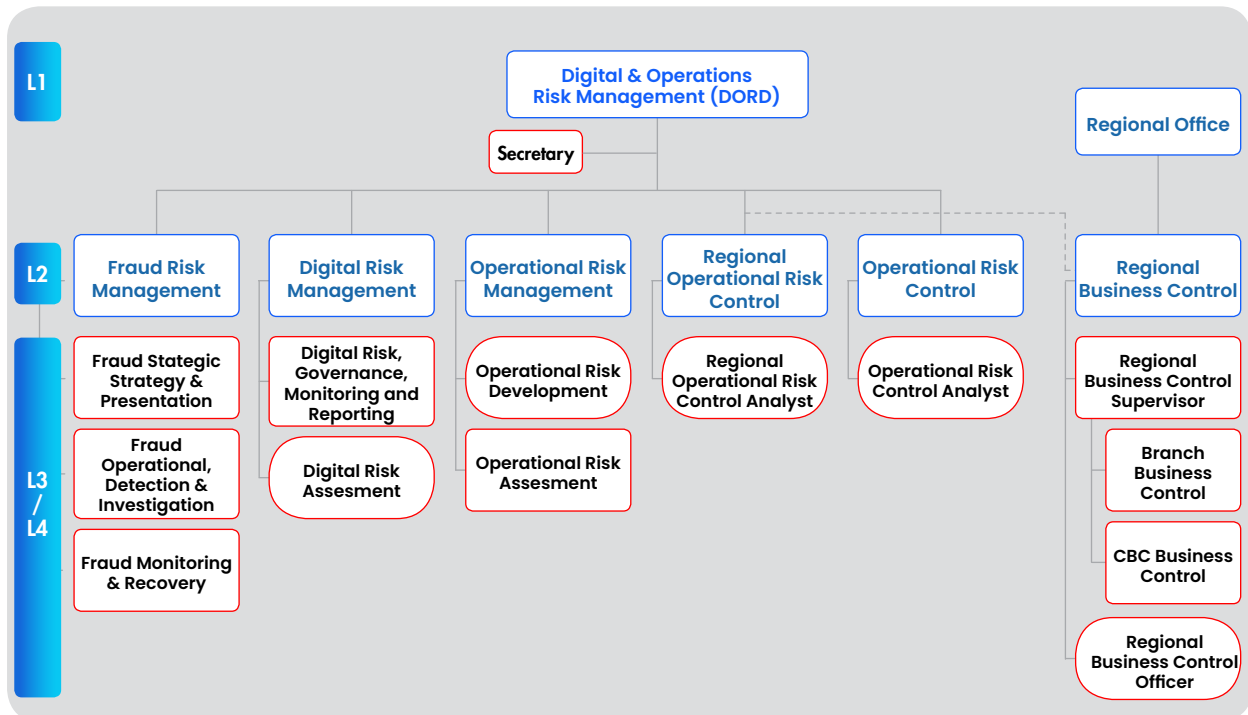 L1
Digital & Operations
Risk Management (DORD)
Regional Office
Secretary
L2
Fraud Risk
Management
Digital Risk
Management
Operational Risk
Management
Regional
Operational Risk
Control
Operational Risk
Control
Regional
Business Control
L3
/
L4
Fraud Stategic
Strategy &
Presentation
Fraud
Operational,
Detection &
Investigation
Fraud Monitoring
& Recovery
Digital Risk,
Governance,
Monitoring and
Reporting
Digital Risk
Assesment
Operational Risk
Development
Operational Risk
Assesment
Regional
Operational Risk
Control Analyst
Operational Risk
Control Analyst
Regional
Business Control
Supervisor
Branch
Business
Control
CBC Business
Control
Regional
Business Control
Officer